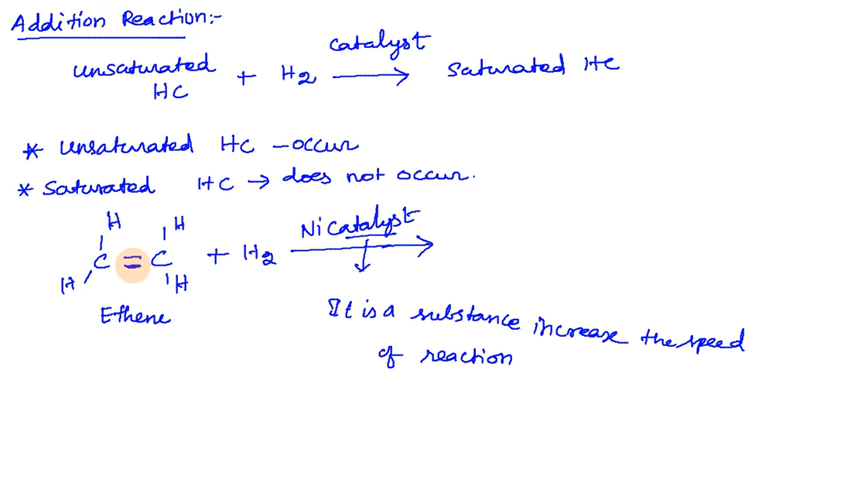 Addition Reaction:-
unsaturated HC + H2 catalyst → Saturated HC
* Unsaturated HC - occur
* Saturated HC → does not occur.
H H
C = C + H2 Ni Catalyst →
H H
Ethene
It is a substance increase the speed
of reaction